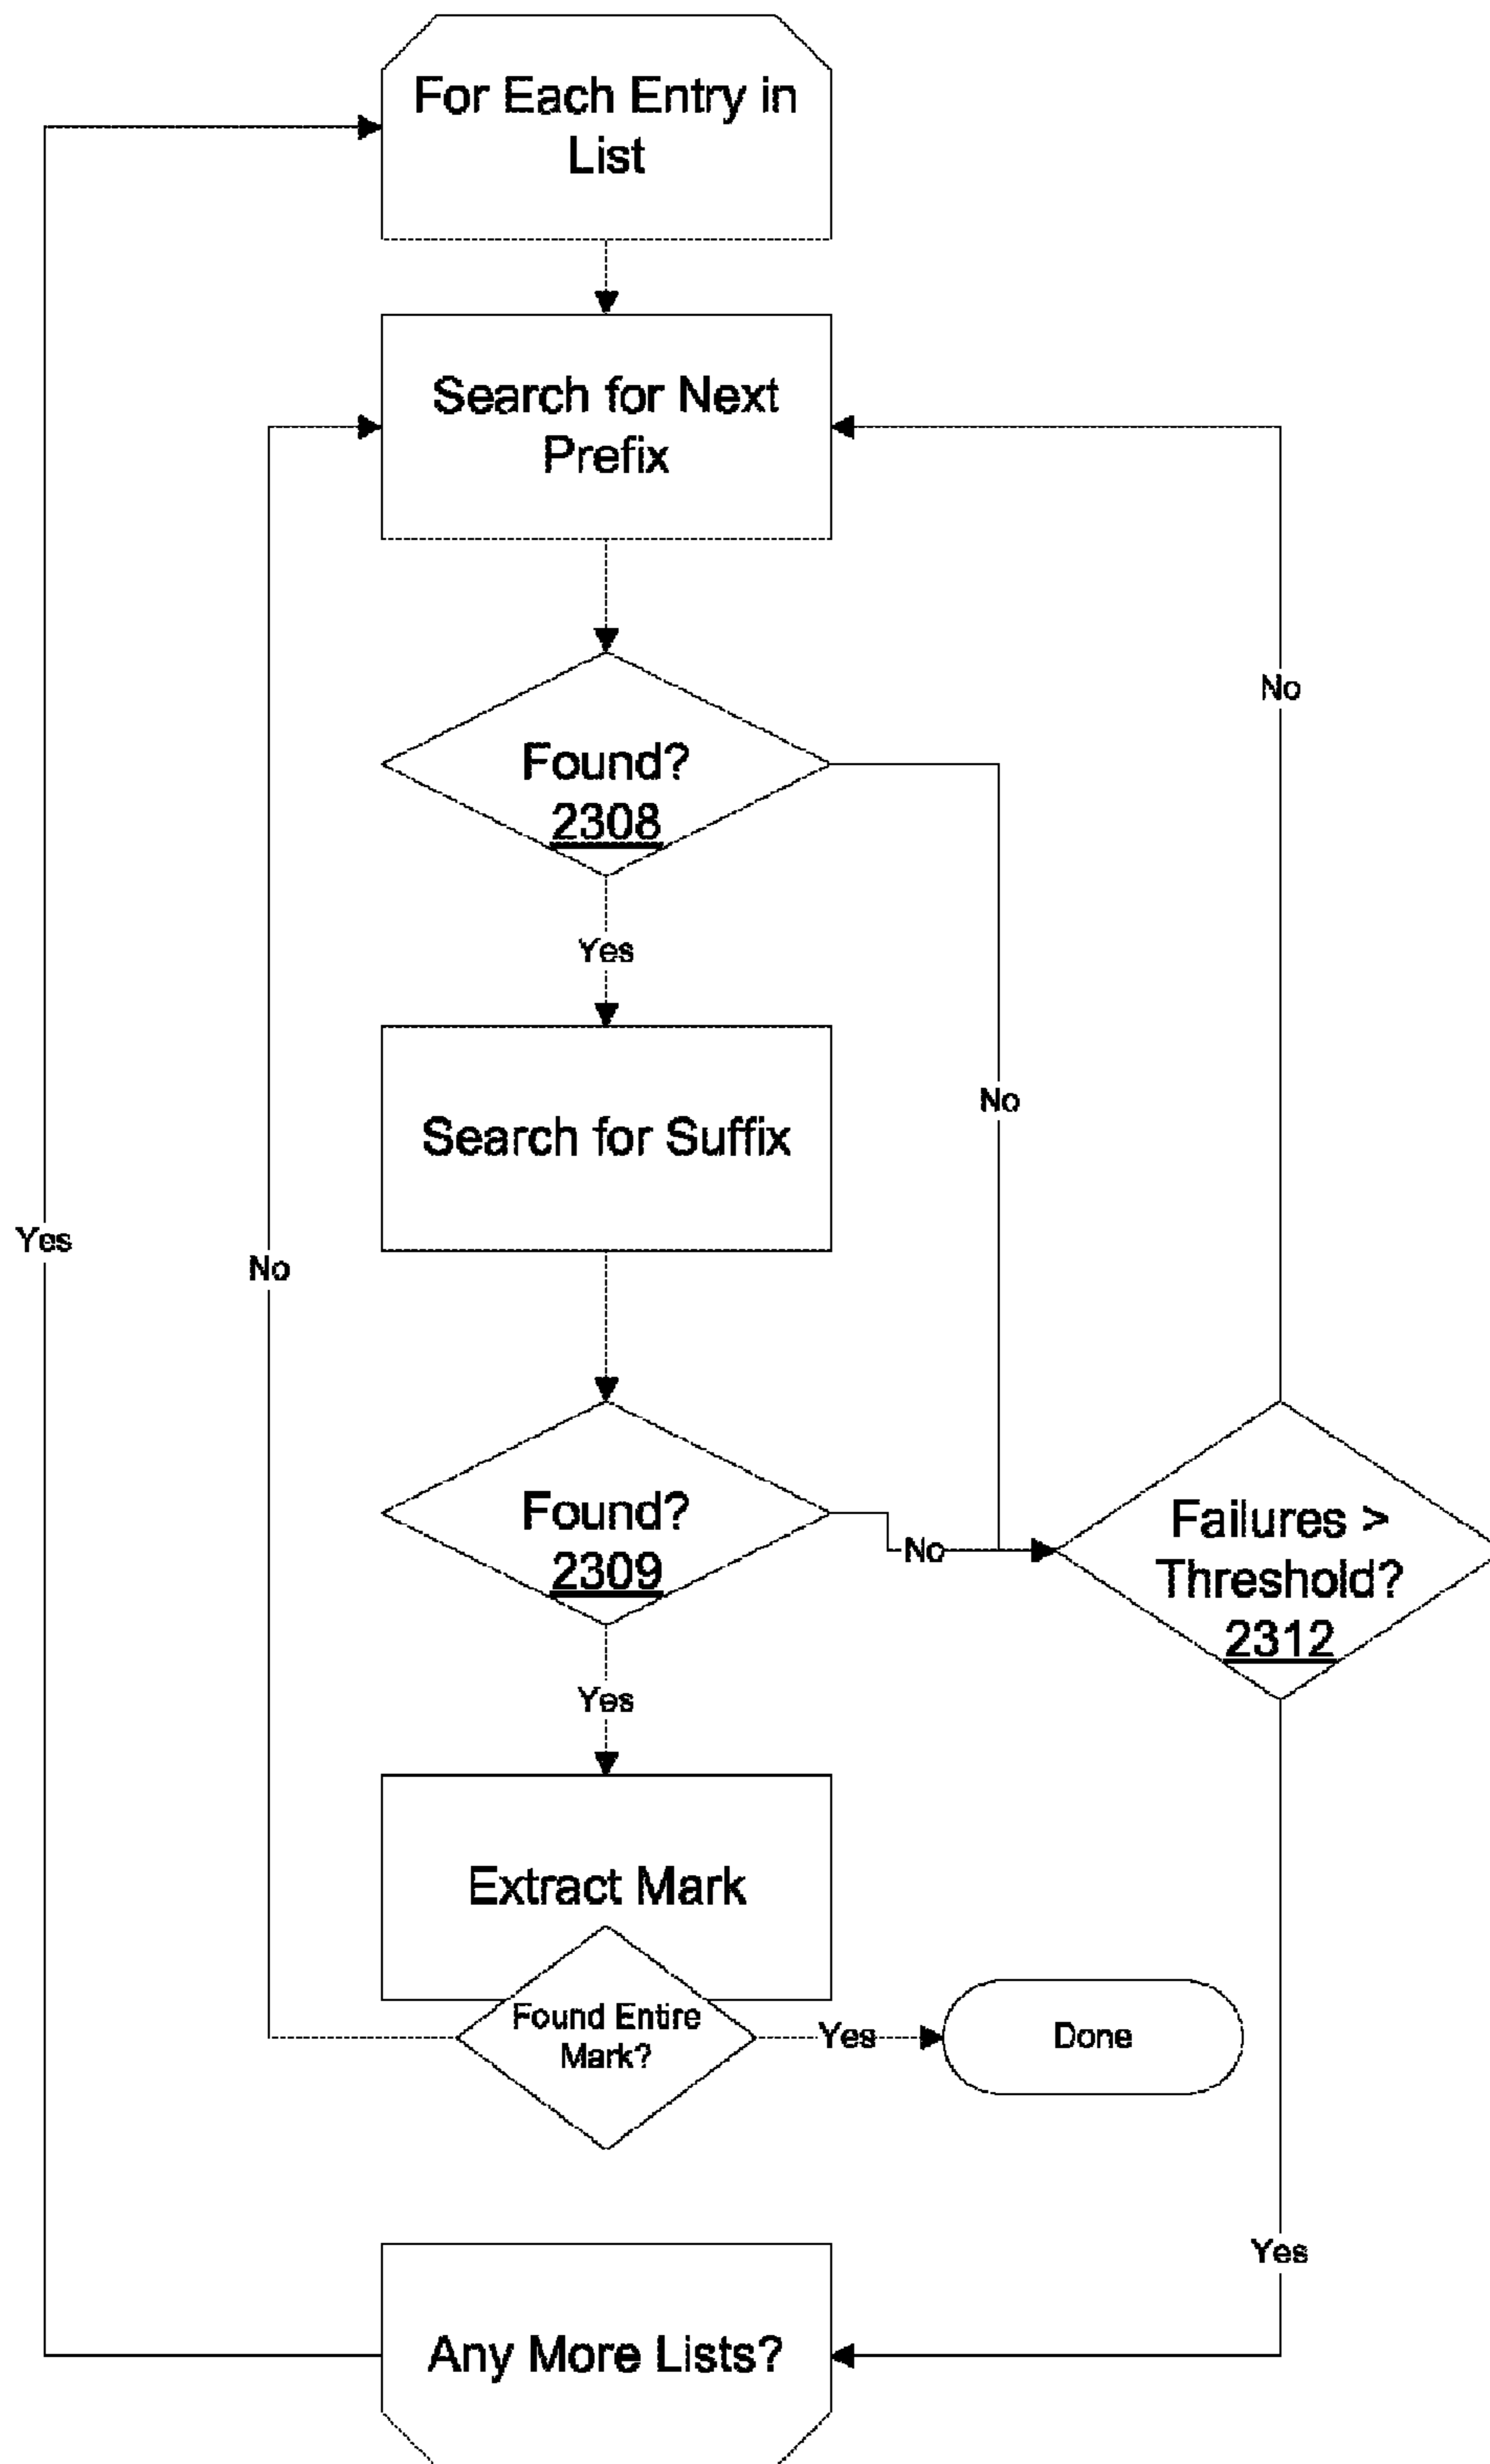 For Each Entry in
List
Search for Next
Prefix
No
Found?
2308
Yes
No
Search for Suffix
Yes
No
Found?
2309
No
Failures >
Threshold?
2312
Yes
Extract Mark
Found Entire
Mark?
Yes
Done
Yes
Any More Lists?